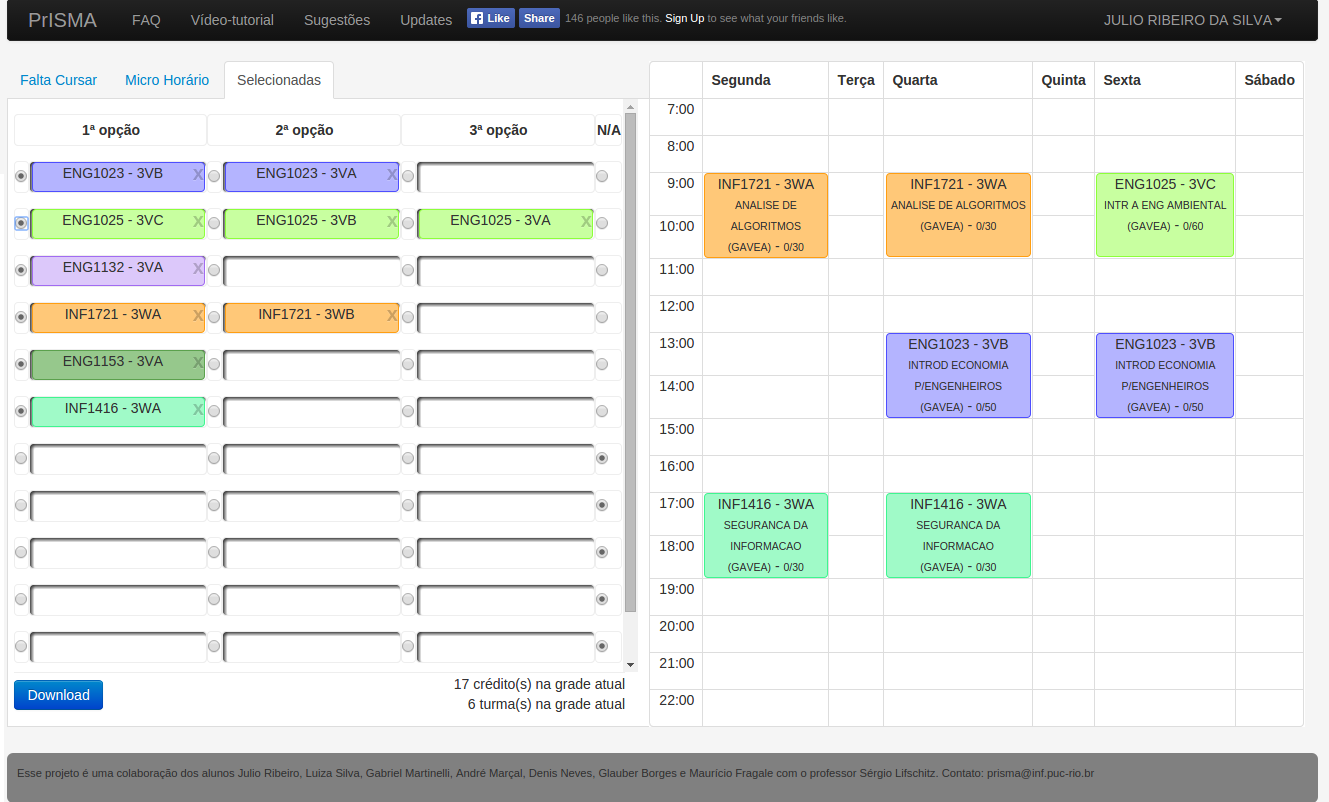 PrISMA FAQ Vídeo-tutorial Sugestões Updates Like Share 146 people like this. Sign Up to see what your friends like. JULIO RIBEIRO DA SILVA
Falta Cursar Micro Horário Selecionadas
1ª opção 2ª opção 3ª opção N/A
ENG1023 - 3VB X ENG1023 - 3VA X
ENG1025 - 3VC X ENG1025 - 3VB X ENG1025 - 3VA X
ENG1132 - 3VA X
INF1721 - 3WA X INF1721 - 3WB X
ENG1153 - 3VA X
INF1416 - 3WA X
Download
17 crédito(s) na grade atual
6 turma(s) na grade atual
Segunda Terça Quarta Quinta Sexta Sábado
7:00
8:00
9:00
10:00
11:00
12:00
13:00
14:00
15:00
16:00
17:00
18:00
19:00
20:00
21:00
22:00
INF1721 - 3WA
ANALISE DE
ALGORITMOS
(GAVEA) - 0/30
INF1416 - 3WA
SEGURANCA DA
INFORMACAO
(GAVEA) - 0/30
INF1721 - 3WA
ANALISE DE ALGORITMOS
(GAVEA) - 0/30
ENG1023 - 3VB
INTROD ECONOMIA
P/ENGENHEIROS
(GAVEA) - 0/50
INF1416 - 3WA
SEGURANCA DA
INFORMACAO
(GAVEA) - 0/30
ENG1025 - 3VC
INTR A ENG AMBIENTAL
(GAVEA) - 0/60
ENG1023 - 3VB
INTROD ECONOMIA
P/ENGENHEIROS
(GAVEA) - 0/50
Esse projeto é uma colaboração dos alunos Julio Ribeiro, Luiza Silva, Gabriel Martinelli, André Marçal, Denis Neves, Glauber Borges e Maurício Fragale com o professor Sérgio Lifschitz. Contato: prisma@inf.puc-rio.br